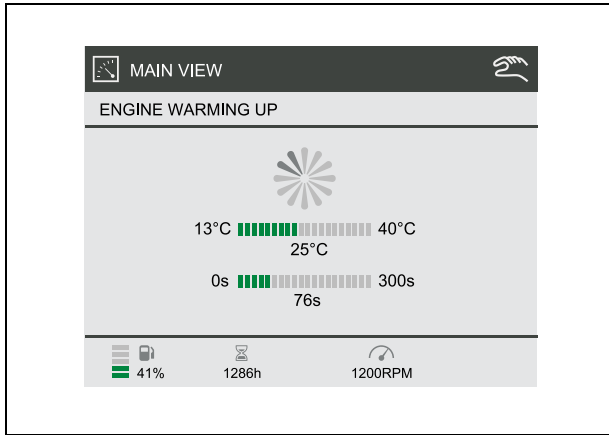 MAIN VIEW
ENGINE WARMING UP
13°C 40°C
25°C
0s 300s
76s
41% 1286h 1200RPM